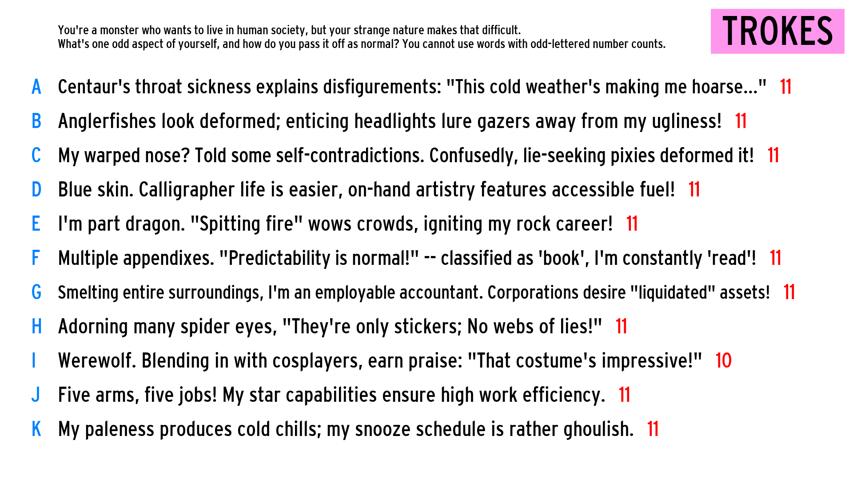 You're a monster who wants to live in human society, but your strange nature makes that difficult.
What's one odd aspect of yourself, and how do you pass it off as normal? You cannot use words with odd-lettered number counts.
TROKES
A Centaur's throat sickness explains disfigurements: "This cold weather's making me hoarse..." 11
B Anglerfishes look deformed; enticing headlights lure gazers away from my ugliness! 11
C My warped nose? Told some self-contradictions. Confusedly, lie-seeking pixies deformed it! 11
D Blue skin. Calligrapher life is easier, on-hand artistry features accessible fuel! 11
E I'm part dragon. "Spitting fire" wows crowds, igniting my rock career! 11
F Multiple appendixes. "Predictability is normal!" -- classified as 'book', I'm constantly 'read'! 11
G Smelting entire surroundings, I'm an employable accountant. Corporations desire "liquidated" assets! 11
H Adorning many spider eyes, "They're only stickers; No webs of lies!" 11
I Werewolf. Blending in with cosplayers, earn praise: "That costume's impressive!" 10
J Five arms, five jobs! My star capabilities ensure high work efficiency. 11
K My paleness produces cold chills; my snooze schedule is rather ghoulish. 11